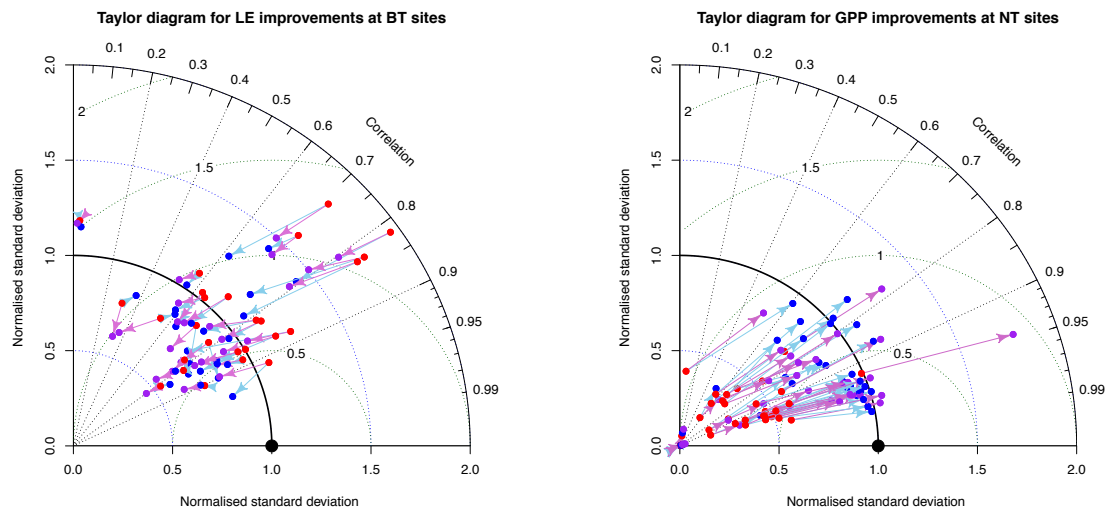 Taylor diagram for LE improvements at BT sites
Normalised standard deviation
0.0 0.5 1.0 1.5 2.0
0.1 0.2 0.3 0.4 0.5 0.6 0.7 0.8 0.9 0.95 0.99
Correlation
2 1.5 1 0.5
0.0 0.5 1.0 1.5 2.0
Normalised standard deviation
Taylor diagram for GPP improvements at NT sites
Normalised standard deviation
0.0 0.5 1.0 1.5 2.0
0.1 0.2 0.3 0.4 0.5 0.6 0.7 0.8 0.9 0.95 0.99
Correlation
2 1.5 1 0.5
0.0 0.5 1.0 1.5 2.0
Normalised standard deviation